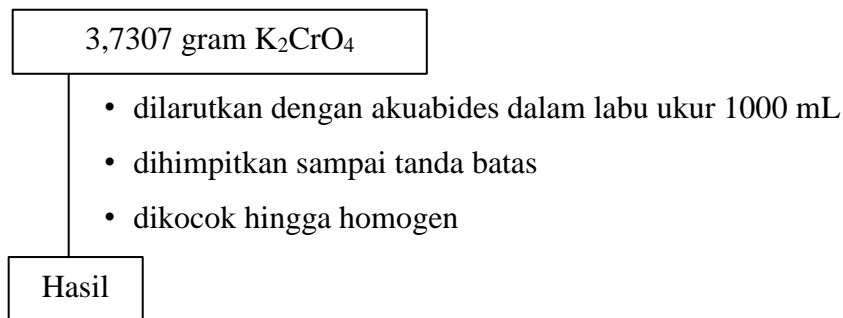 3,7307 gram K₂CrO₄
• dilarutkan dengan akuabides dalam labu ukur 1000 mL
• dihimpitkan sampai tanda batas
• dikocok hingga homogen
Hasil